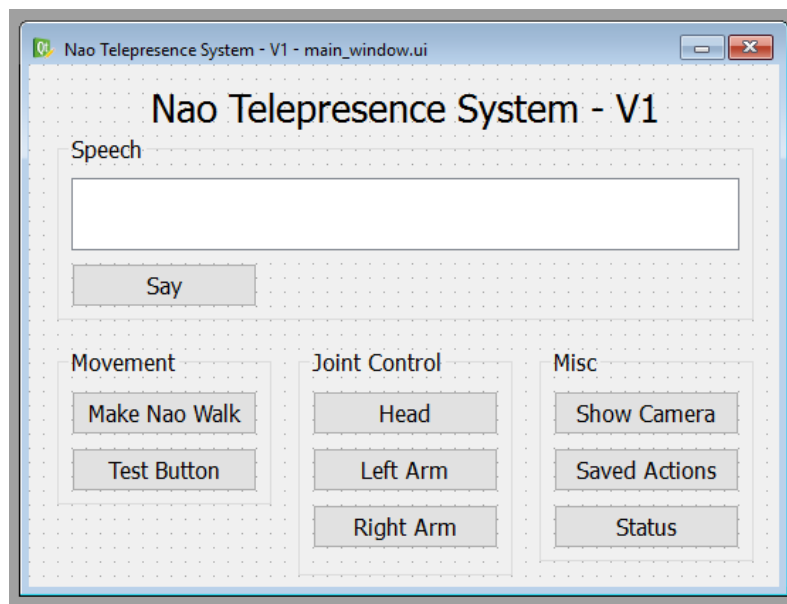 Nao Telepresence System - V1 - main_window.ui
Nao Telepresence System - V1
Speech
Say
Movement
Make Nao Walk
Test Button
Joint Control
Head
Left Arm
Right Arm
Misc
Show Camera
Saved Actions
Status